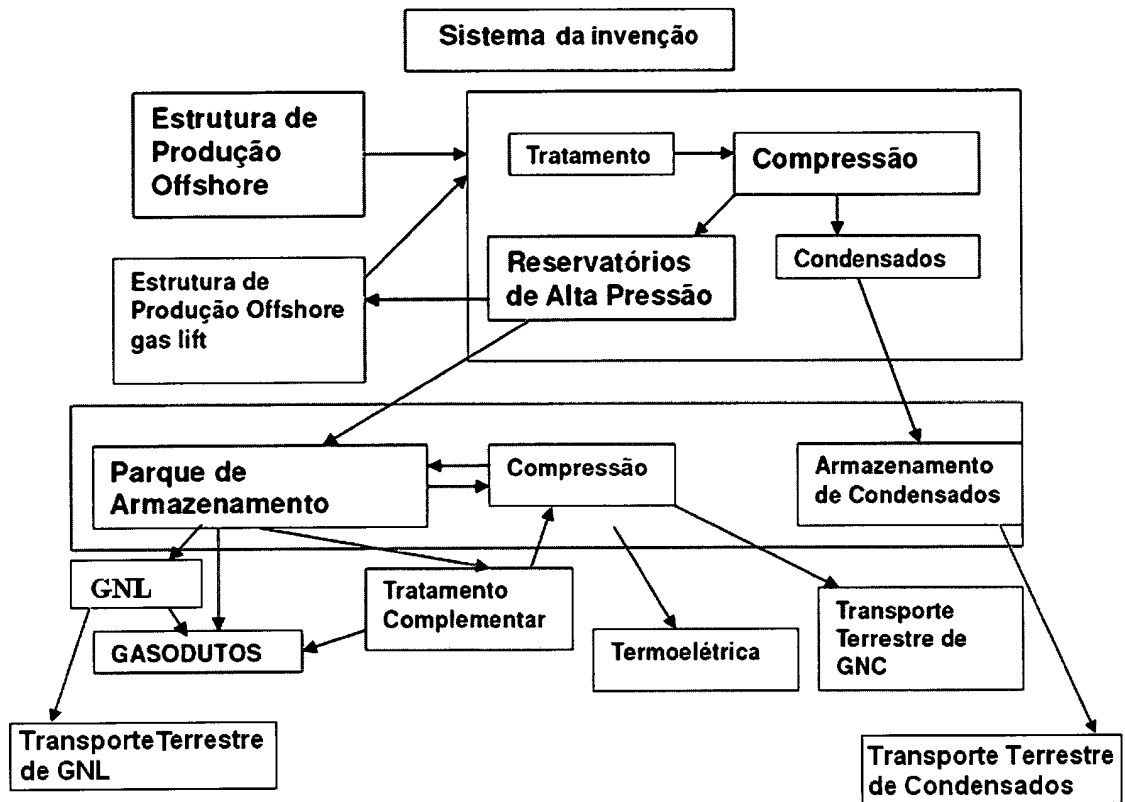 Sistema da invenção
Estrutura de
Produção
Offshore
Tratamento
Compressão
Reservatórios
de Alta Pressão
Condensados
Estrutura de
Produção Offshore
gas lift
Parque de
Armazenamento
Compressão
Armazenamento
de Condensados
GNL
Tratamento
Complementar
GASODUTOS
Termoelétrica
Transporte
Terrestre de
GNC
Transporte Terrestre
de GNL
Transporte Terrestre
de Condensados